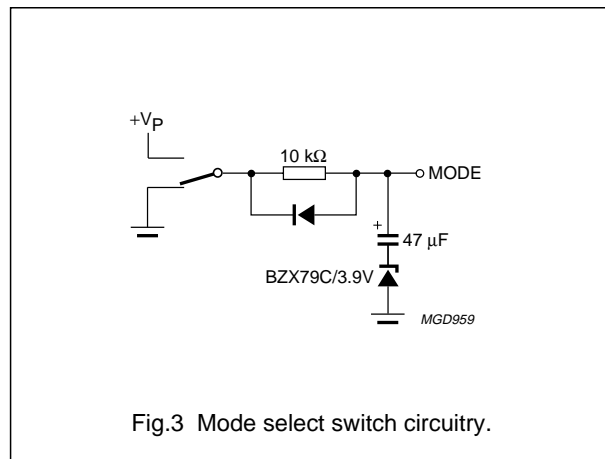 +VP
10 kΩ
MODE
+
47 μF
BZX79C/3.9V
MGD959
Fig.3 Mode select switch circuitry.